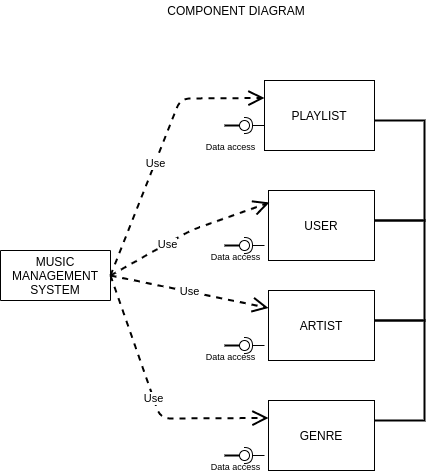 COMPONENT DIAGRAM
PLAYLIST
Data access
Use
USER
Use
Data access
MUSIC
MANAGEMENT
SYSTEM
Use
ARTIST
Data access
Use
GENRE
Data access